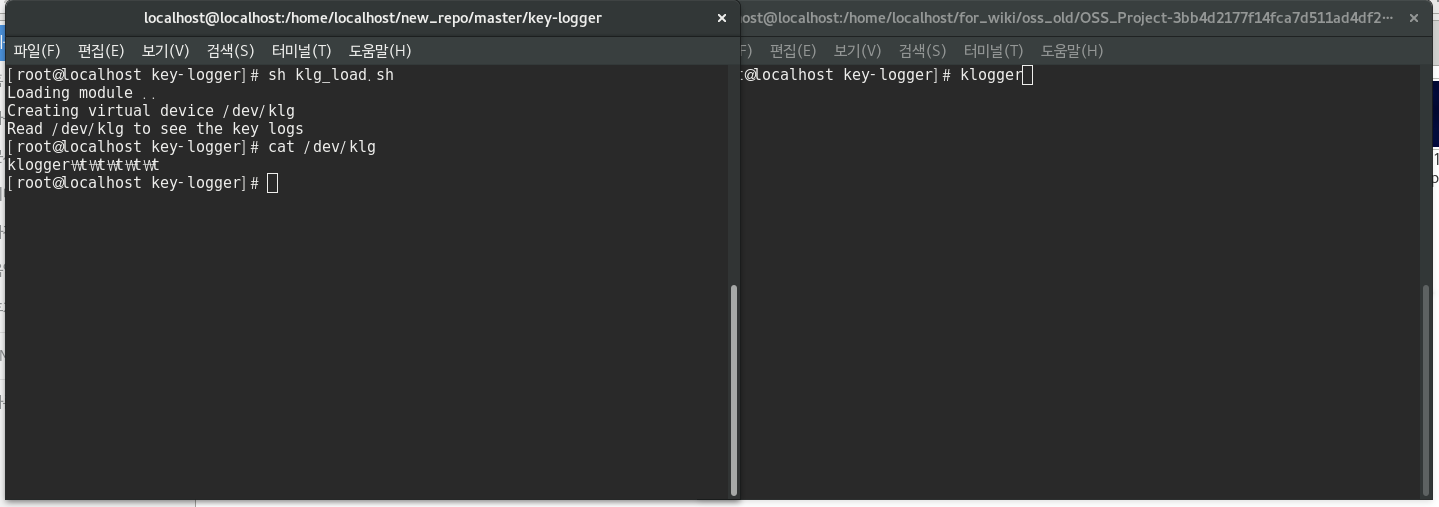 localhost@localhost:/home/localhost/new_repo/master/key-logger
파일(F) 편집(E) 보기(V) 검색(S) 터미널(T) 도움말(H)
[root@localhost key-logger]# sh klg_load.sh
Loading module ..
Creating virtual device /dev/klg
Read /dev/klg to see the key logs
[root@localhost key-logger]# cat /dev/klg
klogger₩t₩t₩t₩t₩t
[root@localhost key-logger]#
ost@localhost:/home/localhost/for_wiki/oss_old/OSS_Project-3bb4d2177f14fca7d511ad4df2···
F) 편집(E) 보기(V) 검색(S) 터미널(T) 도움말(H)
t@localhost key-logger]# klogger